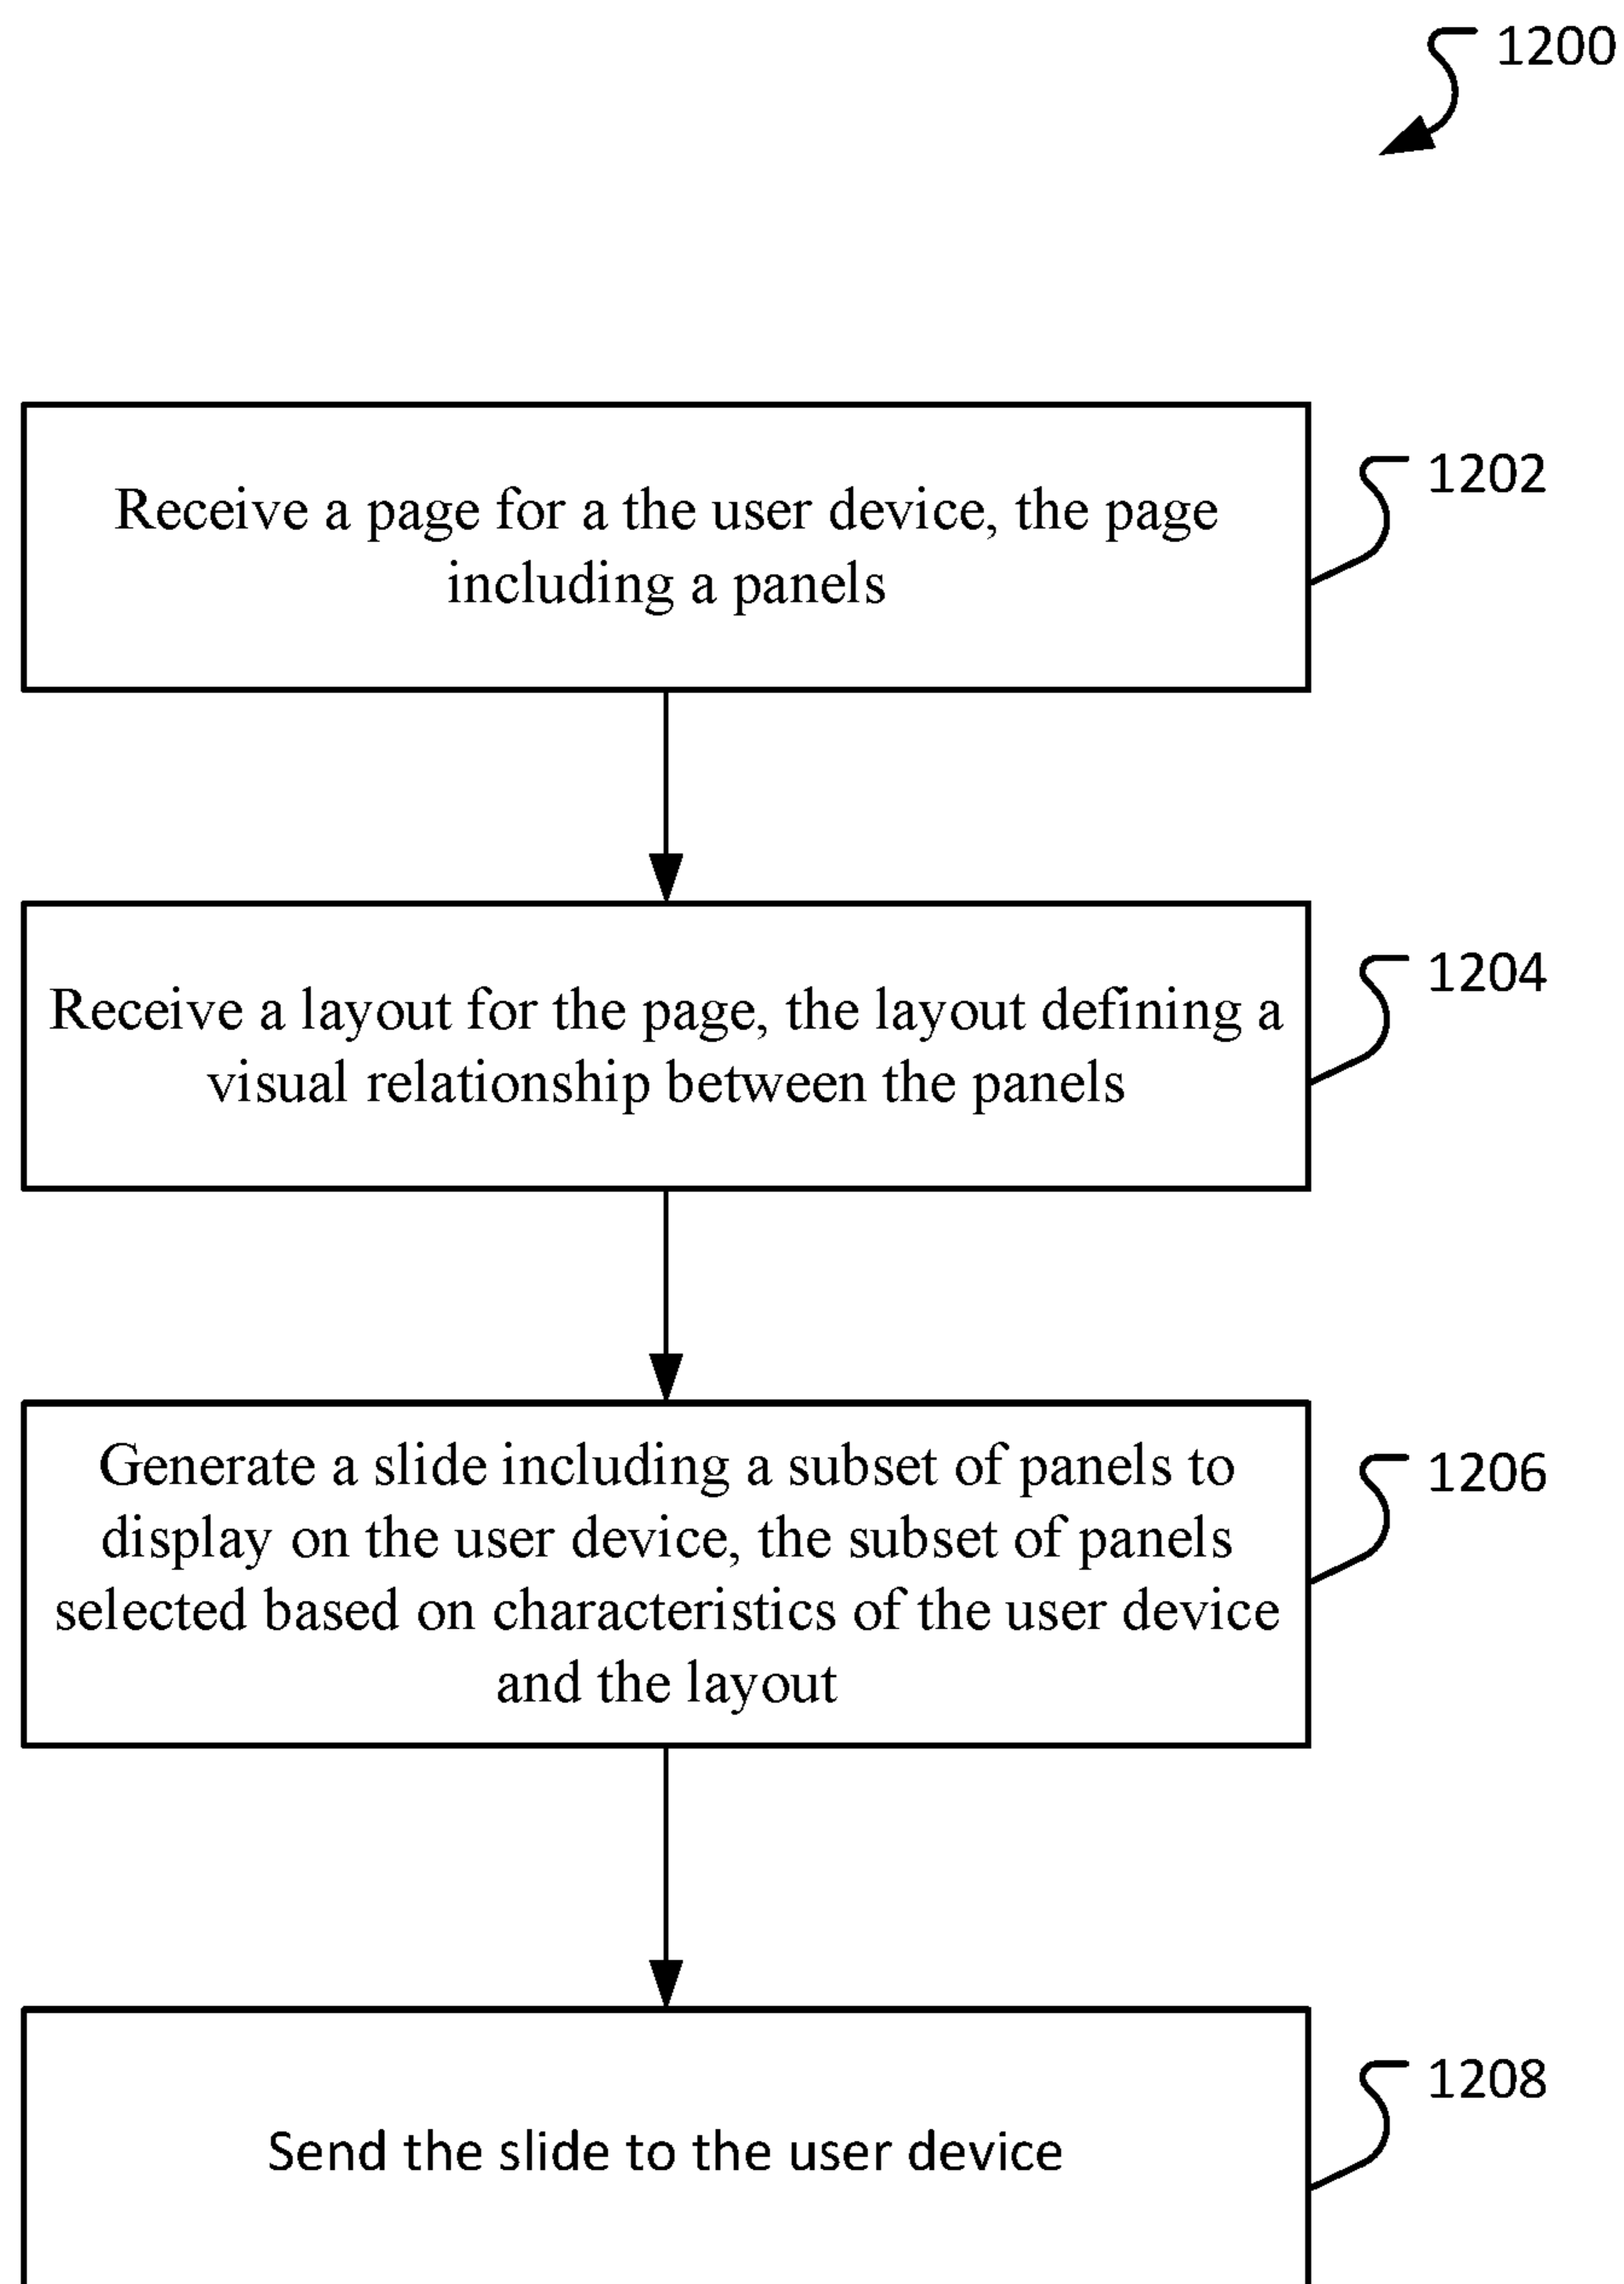 1200
Receive a page for a the user device, the page
including a panels
1202
Receive a layout for the page, the layout defining a
visual relationship between the panels
1204
Generate a slide including a subset of panels to
display on the user device, the subset of panels
selected based on characteristics of the user device
and the layout
1206
Send the slide to the user device
1208